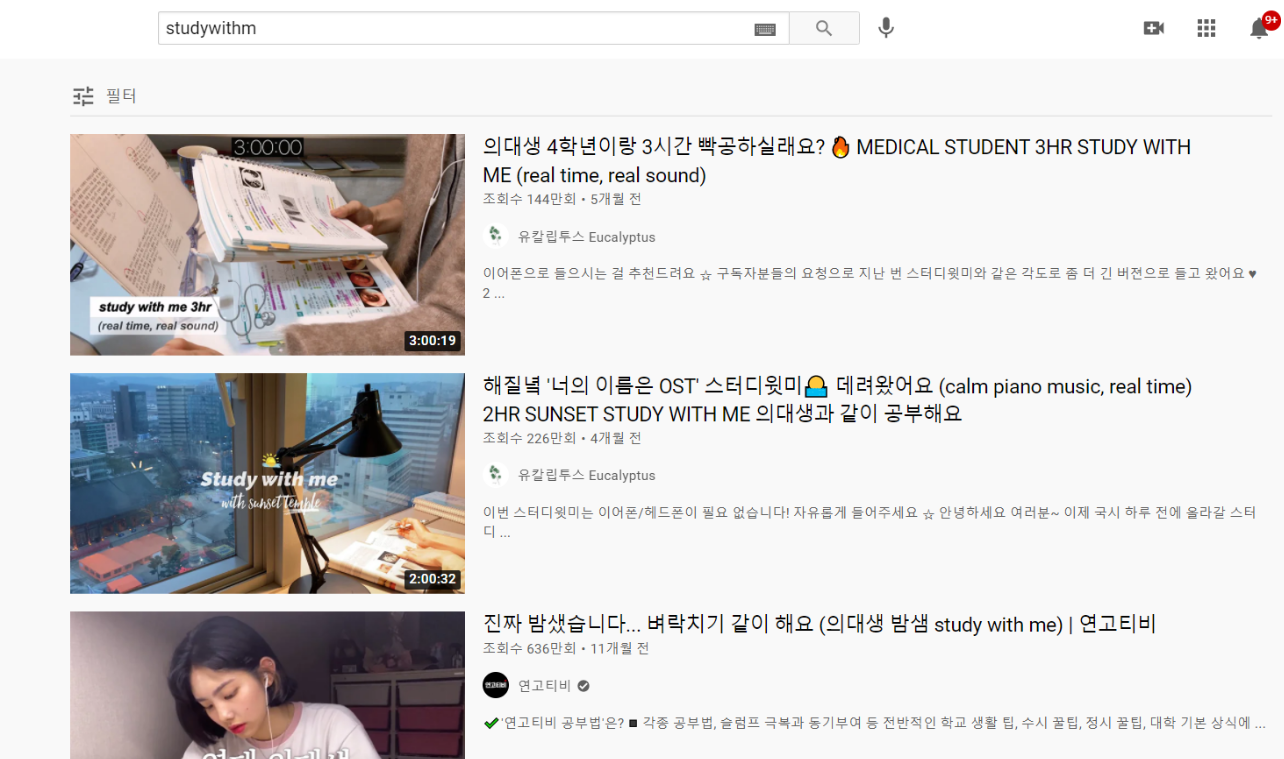 studywithm
9+
필터
3:00:00
study with me 3hr
(real time, real sound)
3:00:19
의대생 4학년이랑 3시간 빡공하실래요? 🔥 MEDICAL STUDENT 3HR STUDY WITH
ME (real time, real sound)
조회수 144만회 • 5개월 전
유칼립투스 Eucalyptus
이어폰으로 들으시는 걸 추천드려요 ☆ 구독자분들의 요청으로 지난 번 스터디윗미와 같은 각도로 좀 더 긴 버젼으로 들고 왔어요 ♥
2 ...
Study with me
with sunset temple
2:00:32
해질녘 '너의 이름은 OST' 스터디윗미🌅 데려왔어요 (calm piano music, real time)
2HR SUNSET STUDY WITH ME 의대생과 같이 공부해요
조회수 226만회 • 4개월 전
유칼립투스 Eucalyptus
이번 스터디윗미는 이어폰/헤드폰이 필요 없습니다! 자유롭게 들어주세요 ☆ 안녕하세요 여러분~ 이제 국시 하루 전에 올라갈 스터
디 ...
진짜 밤샜습니다... 벼락치기 같이 해요 (의대생 밤샘 study with me) | 연고티비
조회수 636만회 • 11개월 전
연고티비
연고티비
✔'연고티비 공부법'은? ■ 각종 공부법, 슬럼프 극복과 동기부여 등 전반적인 학교 생활 팁, 수시 꿀팁, 정시 꿀팁, 대학 기본 상식에 ...